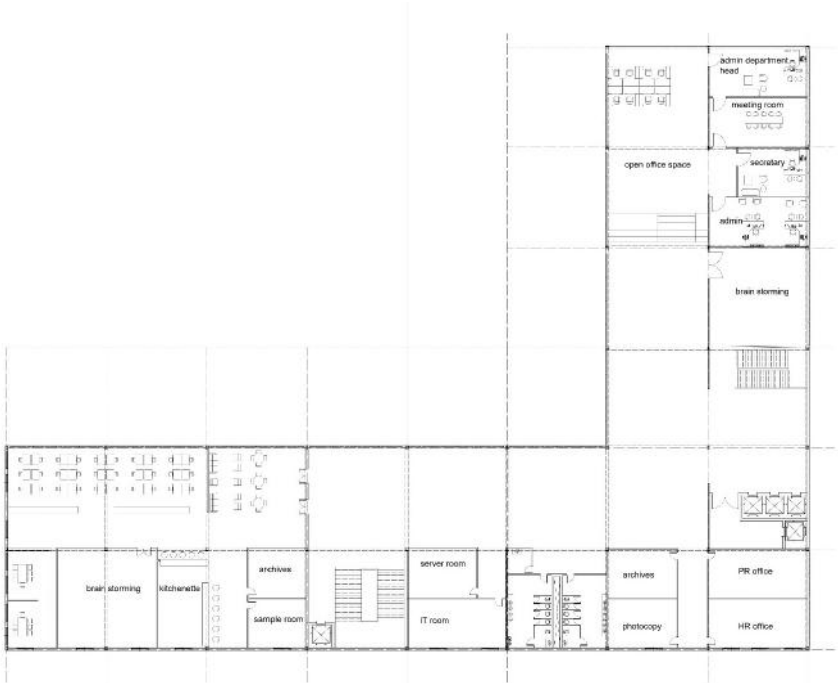 admin department
head
meeting room
open office space
secretary
admin
brain storming
archives
server room
archives
PR office
brain storming
kitchenette
sample room
IT room
photocopy
HR office